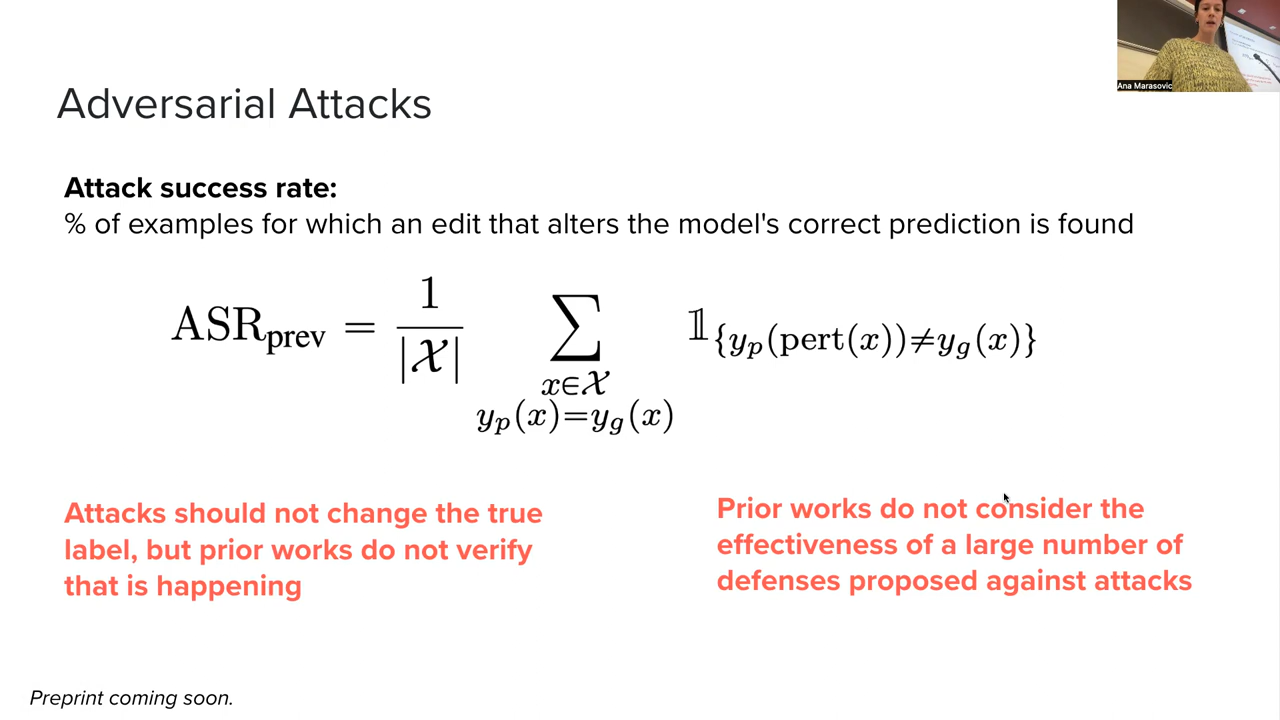 Ana Marasovic
Adversarial Attacks
Attack success rate:
% of examples for which an edit that alters the model's correct prediction is found
ASR_prev = 1/|𝒳| ∑_{x∈𝒳, y_p(x)=y_g(x)} 𝟙_{y_p(pert(x))≠y_g(x)}
Attacks should not change the true
label, but prior works do not verify
that is happening
Prior works do not consider the
effectiveness of a large number of
defenses proposed against attacks
Preprint coming soon.